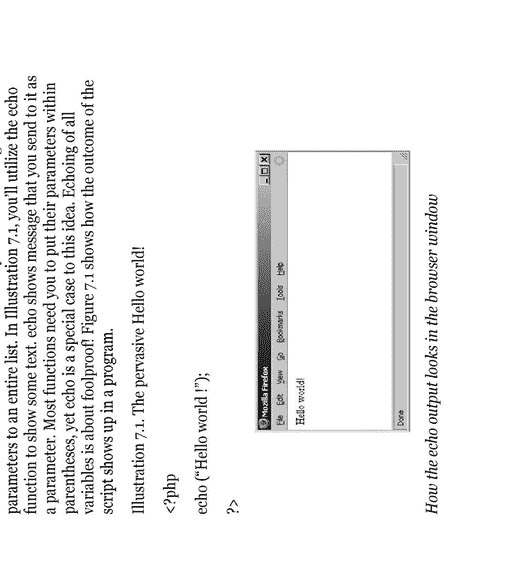 parameters to an entire list. In Illustration 7.1, you'll utilize the echo
function to show some text. echo shows message that you send to it as
a parameter. Most functions need you to put their parameters within
parentheses, yet echo is a special case to this idea. Echoing of all
variables is about foolproof! Figure 7.1 shows how the outcome of the
script shows up in a program.
Illustration 7.1. The pervasive Hello world!
<?php
echo (“Hello world !”);
?>
Mozilla Firefox
File Edit View Go Bookmarks Tools Help
Hello world!
Done
How the echo output looks in the browser window